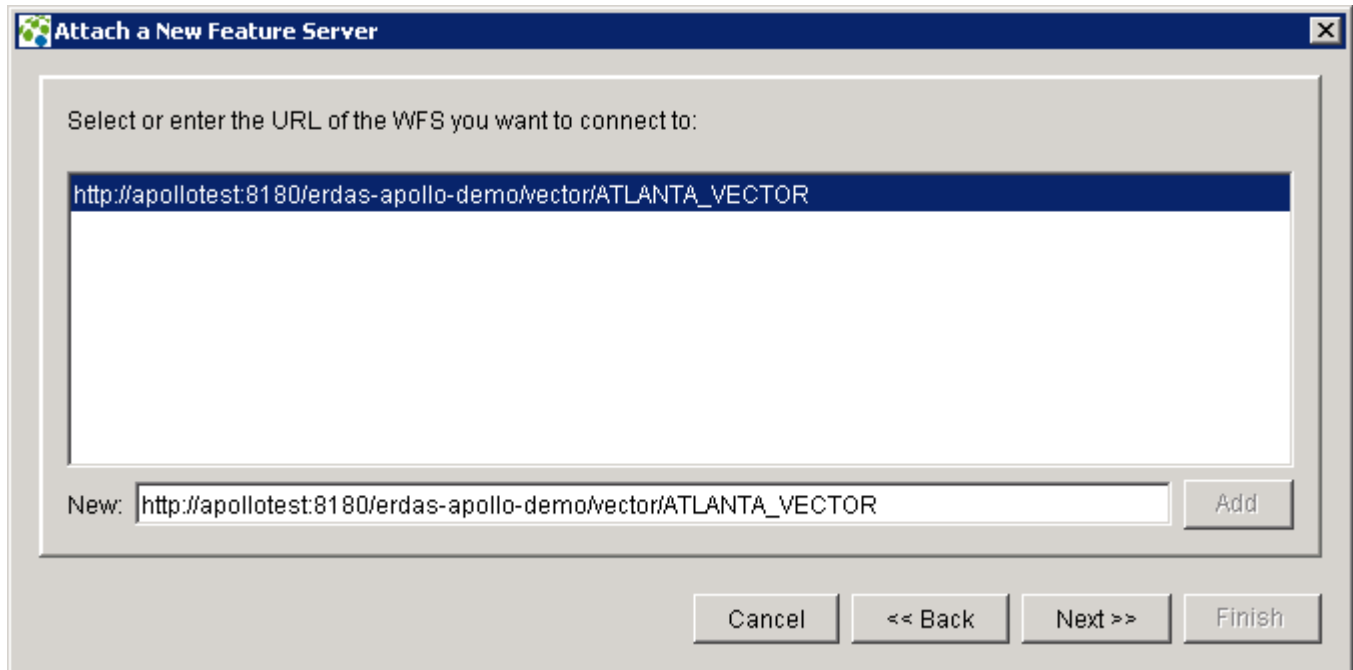 Attach a New Feature Server
Select or enter the URL of the WFS you want to connect to:
http://apollotest:8180/erdas-apollo-demo/vector/ATLANTA_VECTOR
New: http://apollotest:8180/erdas-apollo-demo/vector/ATLANTA_VECTOR Add
Cancel << Back Next >> Finish